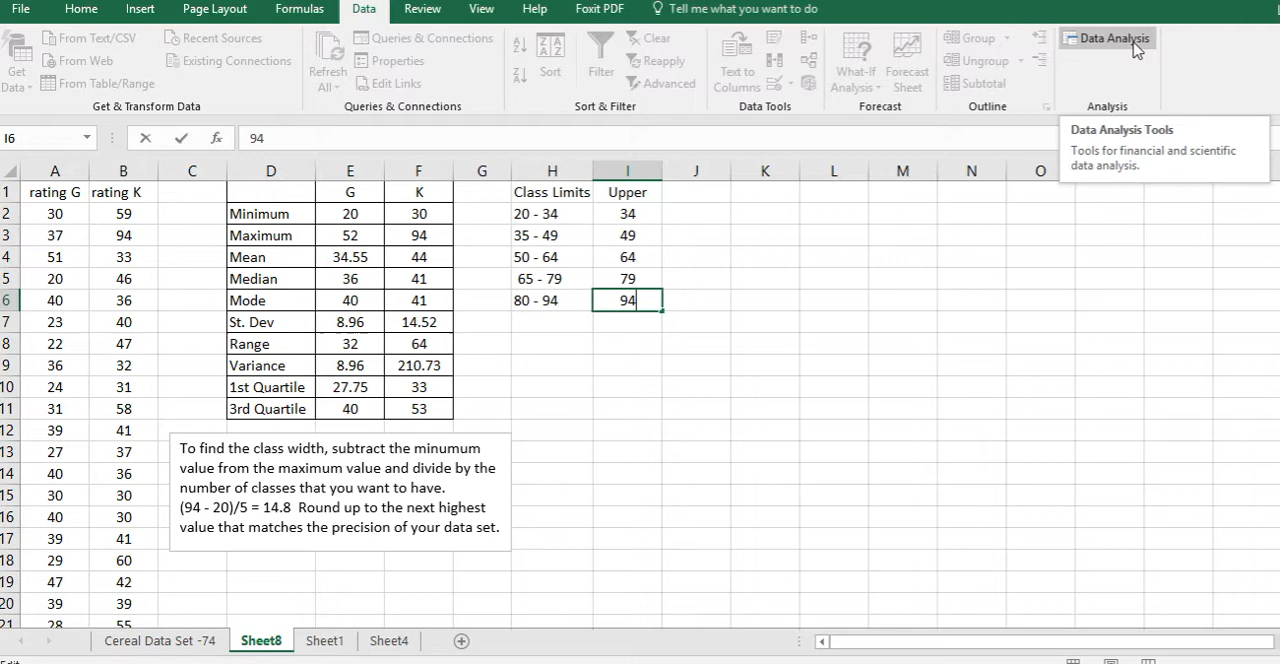 File Home Insert Page Layout Formulas Data Review View Help Foxit PDF Tell me what you want to do
From Text/CSV Recent Sources Queries & Connections Clear Group Data Analysis
From Web Existing Connections Properties Reapply Ungroup
Get Data From Table/Range Refresh All Edit Links Sort Filter Advanced Text to Columns What-If Analysis Forecast Sheet Subtotal
Get & Transform Data Queries & Connections Sort & Filter Data Tools Forecast Outline Analysis
I6 fx 94
Data Analysis Tools
Tools for financial and scientific
data analysis.
A B C D E F G H I J K L M N O
1 rating G rating K G K Class Limits Upper
2 30 59 Minimum 20 30 20 - 34 34
3 37 94 Maximum 52 94 35 - 49 49
4 51 33 Mean 34.55 44 50 - 64 64
5 20 46 Median 36 41 65 - 79 79
6 40 36 Mode 40 41 80 - 94 94
7 23 40 St. Dev 8.96 14.52
8 22 47 Range 32 64
9 36 32 Variance 8.96 210.73
10 24 31 1st Quartile 27.75 33
11 31 58 3rd Quartile 40 53
12 39 41
13 27 37
14 40 36
15 30 30
16 40 30
17 39 41
18 29 60
19 47 42
20 39 39
21 28 55
To find the class width, subtract the minumum
value from the maximum value and divide by the
number of classes that you want to have.
(94 - 20)/5 = 14.8 Round up to the next highest
value that matches the precision of your data set.
Cereal Data Set -74 Sheet8 Sheet1 Sheet4